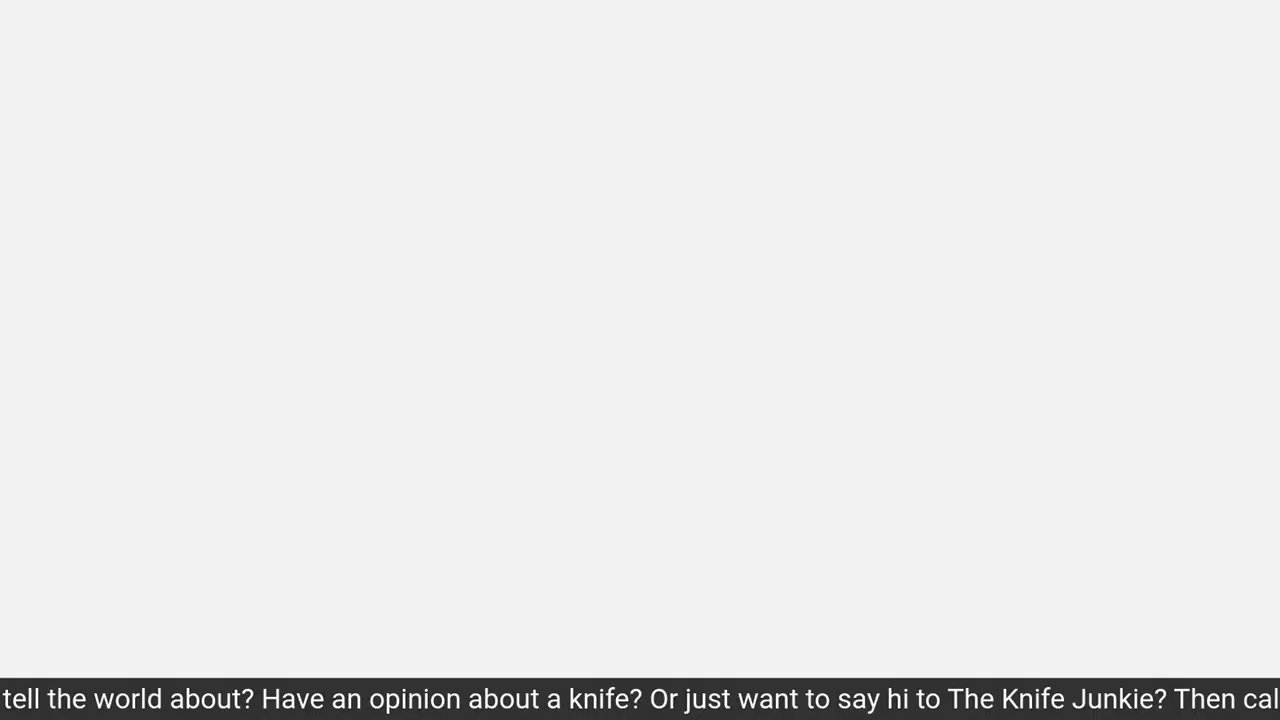 tell the world about? Have an opinion about a knife? Or just want to say hi to The Knife Junkie? Then cal